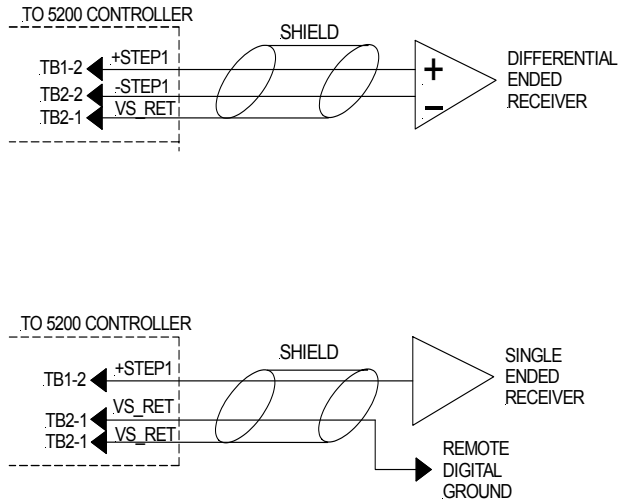 TO 5200 CONTROLLER
SHIELD
+STEP1
TB1-2
-STEP1
TB2-2
VS_RET
TB2-1
+
–
DIFFERENTIAL
ENDED
RECEIVER
TO 5200 CONTROLLER
SHIELD
+STEP1
TB1-2
VS_RET
TB2-1
VS_RET
TB2-1
SINGLE
ENDED
RECEIVER
REMOTE
DIGITAL
GROUND